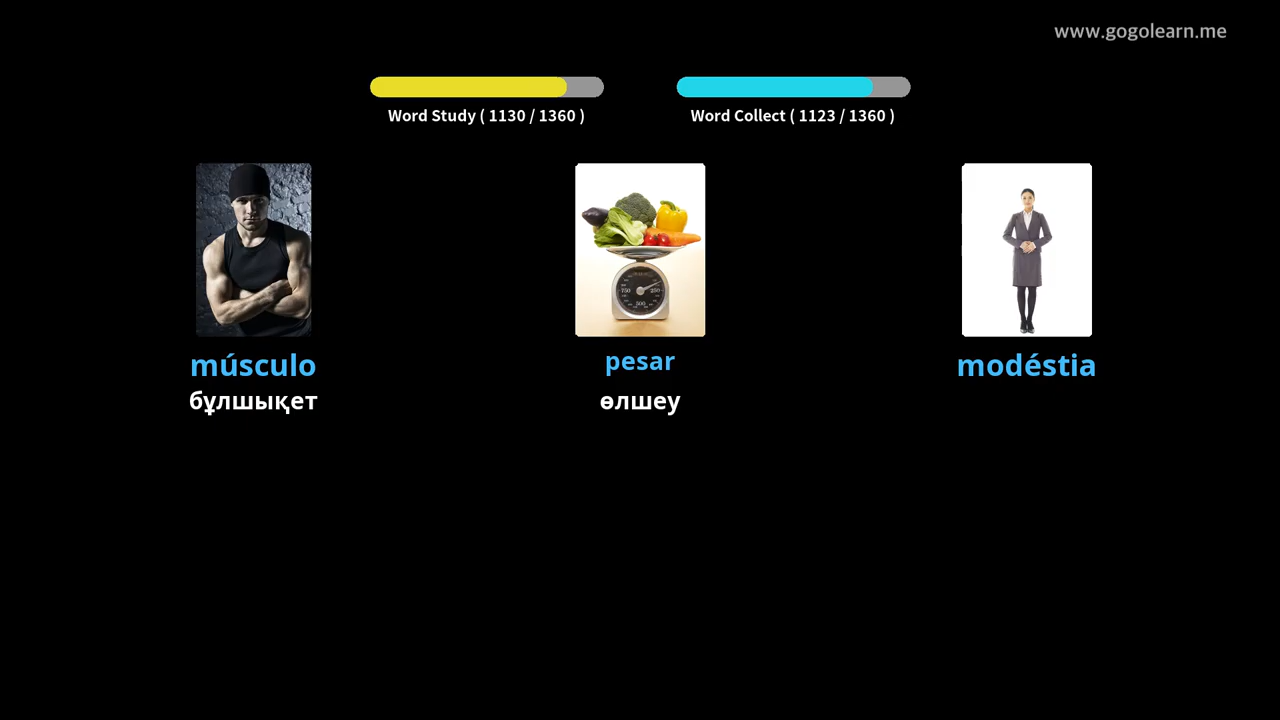 www.gogolearn.me
Word Study ( 1130 / 1360 )
Word Collect ( 1123 / 1360 )
músculo
pesar
modéstia
бұлшықет
өлшеу